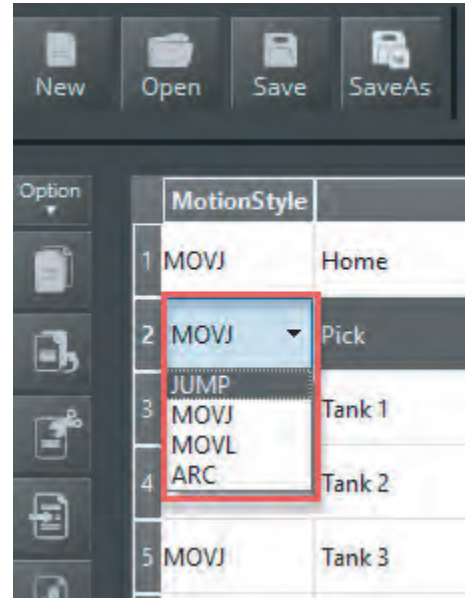 New Open Save SaveAs
Option
MotionStyle
1 MOVJ Home
2 MOVJ Pick
JUMP
3 MOVJ Tank 1
MOVL
4 ARC Tank 2
5 MOVJ Tank 3